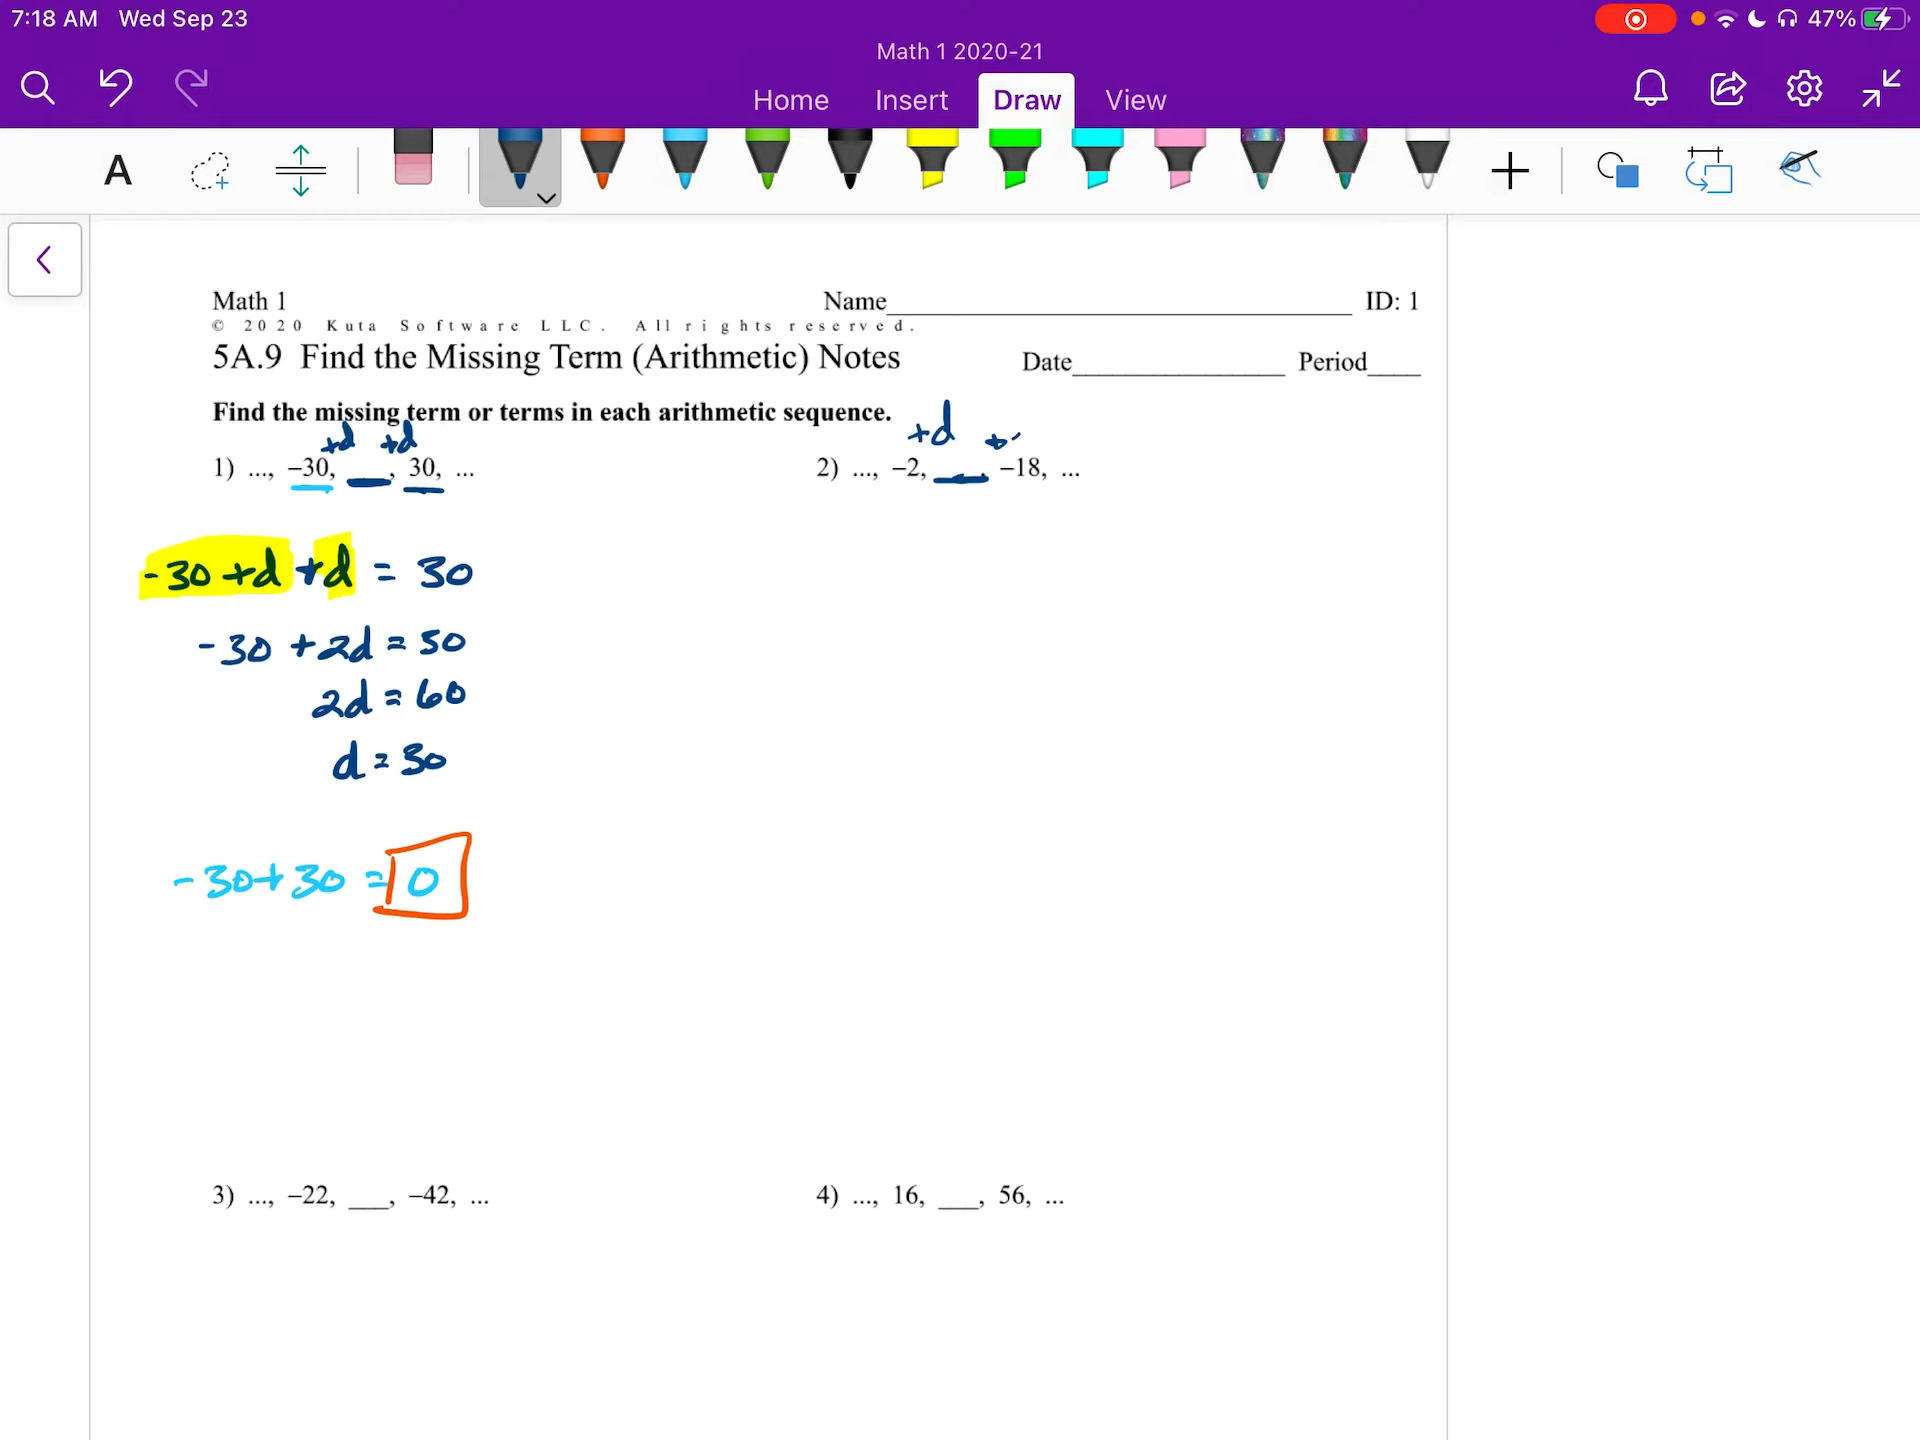 7:18 AM Wed Sep 23
47%
Math 1 2020-21
Home Insert Draw View
A
Math 1
Name ID: 1
© 2020 Kuta Software LLC. All rights reserved.
5A.9 Find the Missing Term (Arithmetic) Notes
Date Period
Find the missing term or terms in each arithmetic sequence.
+d +d
1) ..., –30, ___, 30, ...
+d +
2) ..., –2, ___, –18, ...
-30 +d +d = 30
-30 +2d = 30
2d = 60
d = 30
-30+30 = 0
3) ..., –22, ___, –42, ...
4) ..., 16, ___, 56, ...